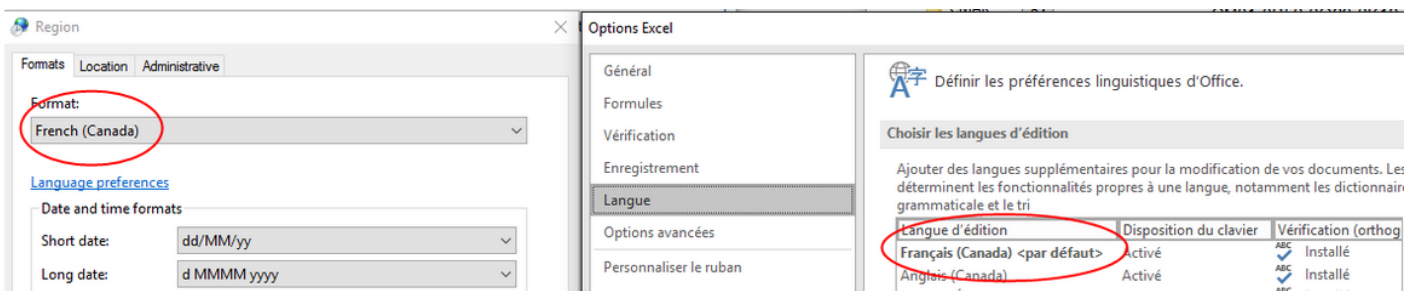 Region
Formats Location Administrative
Format:
French (Canada)
Language preferences
Date and time formats
Short date: dd/MM/yy
Long date: d MMMM yyyy
Options Excel
Général
Formules
Vérification
Enregistrement
Langue
Options avancées
Personnaliser le ruban
Définir les préférences linguistiques d'Office.
Choisir les langues d'édition
Ajouter des langues supplémentaires pour la modification de vos documents. Les
déterminent les fonctionnalités propres à une langue, notamment les dictionnaire
grammaticale et le tri
Langue d'édition Disposition du clavier Vérification (orthog
Français (Canada) <par défaut> Activé ABC Installé
Anglais (Canada) Activé ABC Installé